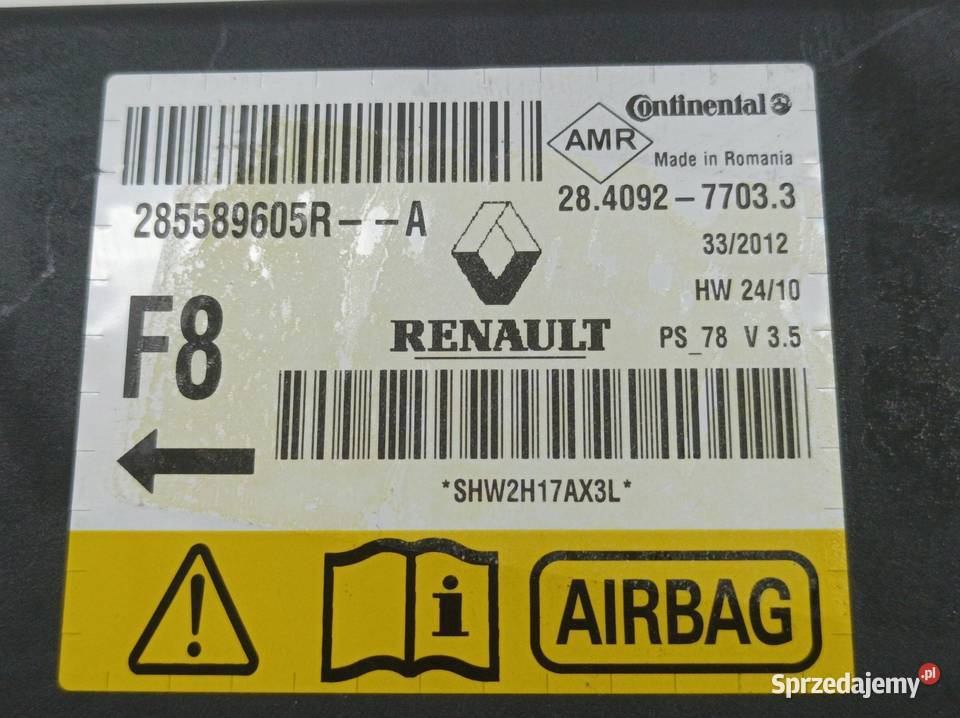 Continental
AMR
Made in Romania
285589605R--A
28.4092-7703.3
33/2012
HW 24/10
F8
RENAULT
PS_78 V 3.5
*SHW2H17AX3L*
i
AIRBAG
Sprzedajemy.pl